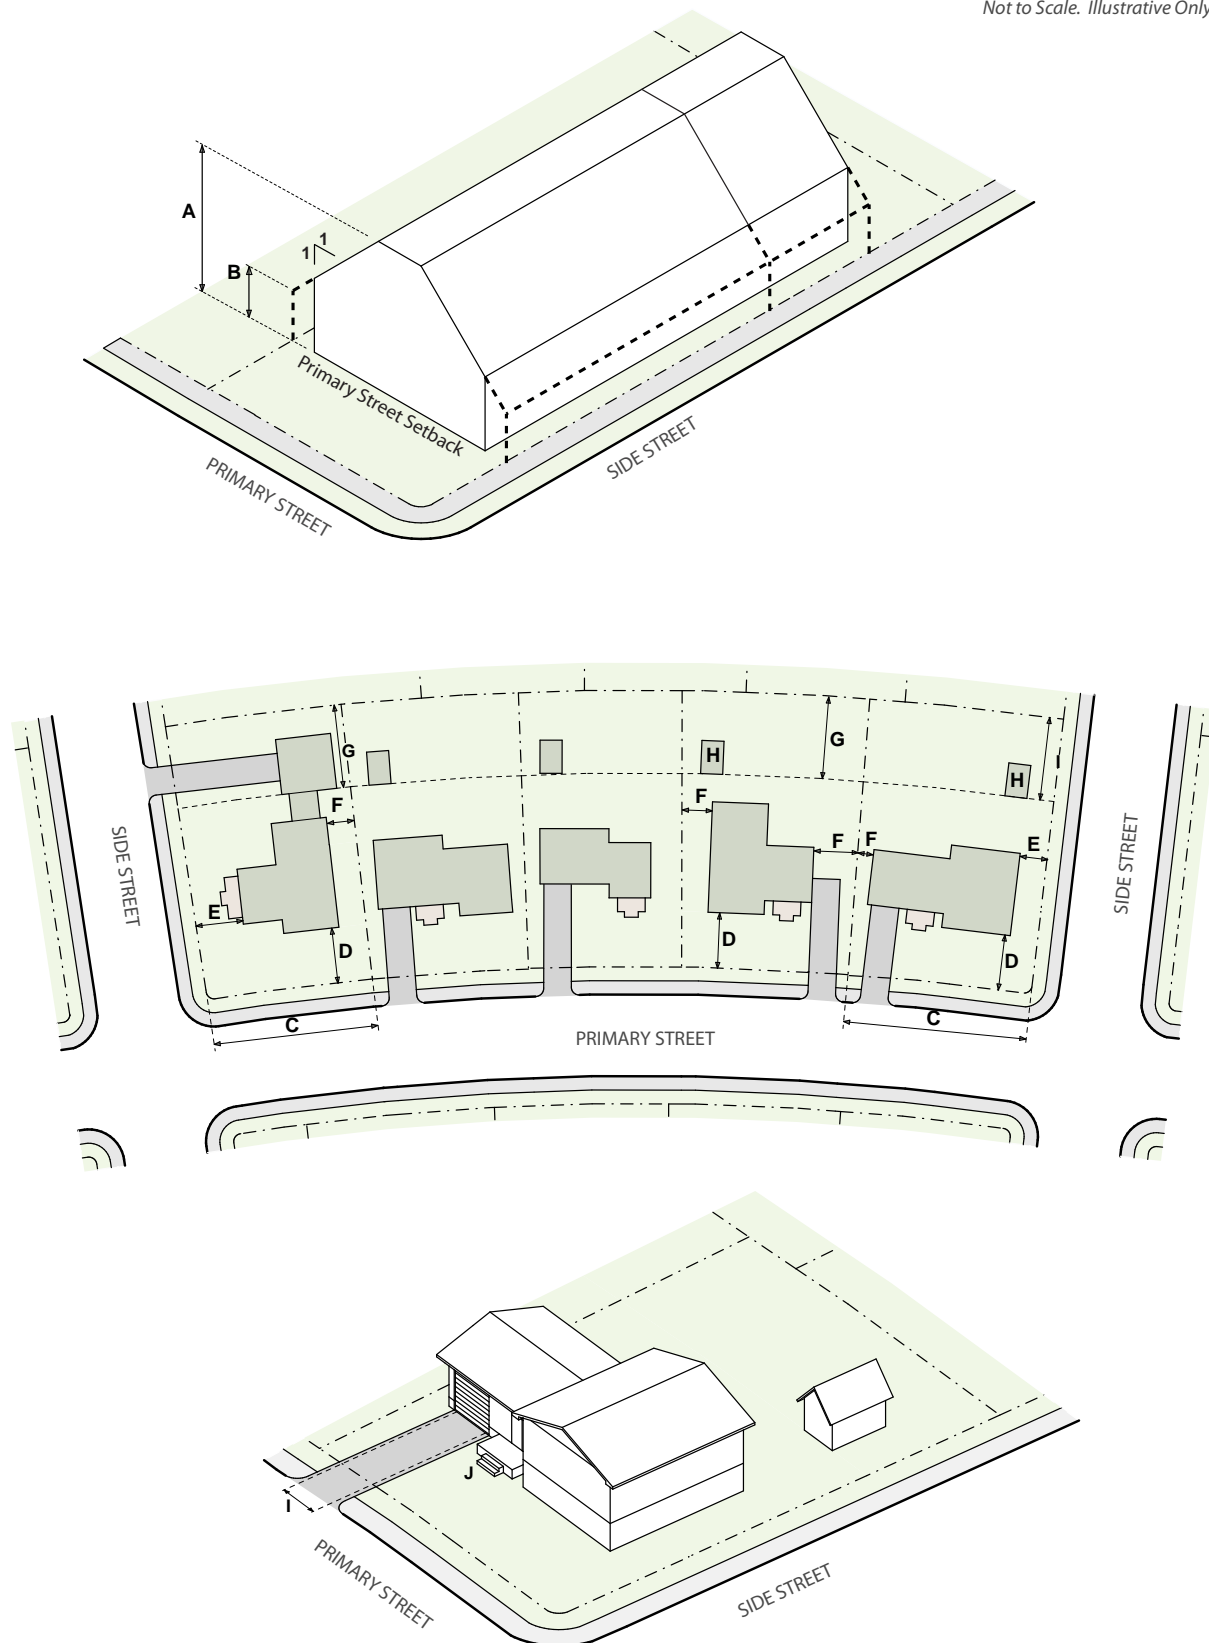 Not to Scale. Illustrative Only
A
1
1
B
Primary Street Setback
PRIMARY STREET
SIDE STREET
G
G
I
H
H
F
F
F
F
E
SIDE STREET
SIDE STREET
E
D
D
D
C
C
PRIMARY STREET
J
I
PRIMARY STREET
SIDE STREET